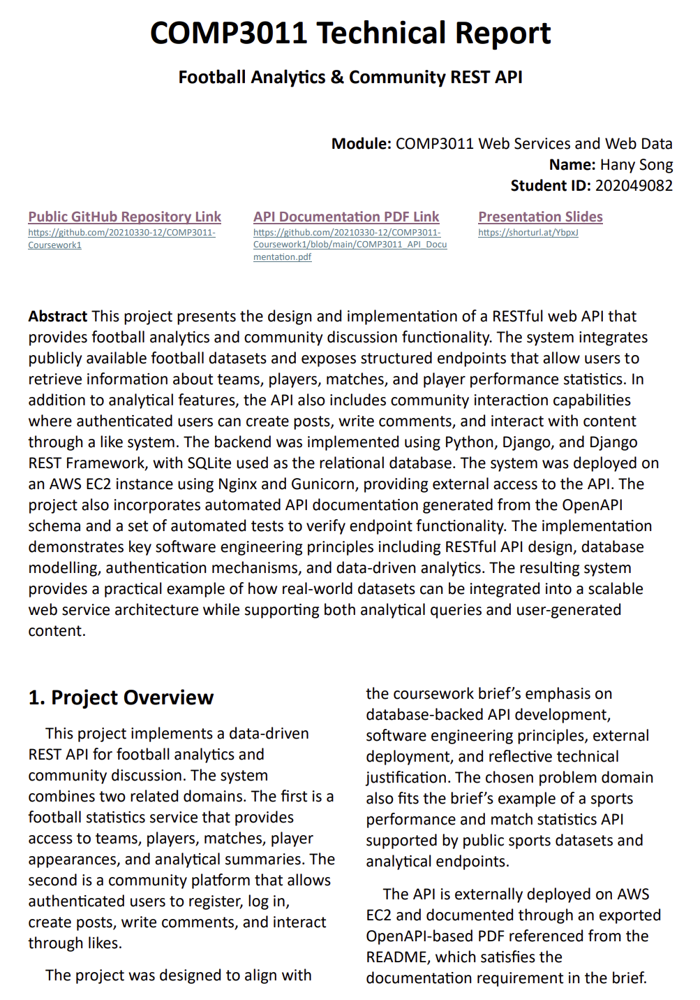 COMP3011 Technical Report
Football Analytics & Community REST API
Module: COMP3011 Web Services and Web Data
Name: Hany Song
Student ID: 202049082
Public GitHub Repository Link
https://github.com/20210330-12/COMP3011-
Coursework1
API Documentation PDF Link
https://github.com/20210330-12/COMP3011-
Coursework1/blob/main/COMP3011_API_Docu
mentation.pdf
Presentation Slides
https://shorturl.at/YbpxJ
Abstract This project presents the design and implementation of a RESTful web API that
provides football analytics and community discussion functionality. The system integrates
publicly available football datasets and exposes structured endpoints that allow users to
retrieve information about teams, players, matches, and player performance statistics. In
addition to analytical features, the API also includes community interaction capabilities
where authenticated users can create posts, write comments, and interact with content
through a like system. The backend was implemented using Python, Django, and Django
REST Framework, with SQLite used as the relational database. The system was deployed on
an AWS EC2 instance using Nginx and Gunicorn, providing external access to the API. The
project also incorporates automated API documentation generated from the OpenAPI
schema and a set of automated tests to verify endpoint functionality. The implementation
demonstrates key software engineering principles including RESTful API design, database
modelling, authentication mechanisms, and data-driven analytics. The resulting system
provides a practical example of how real-world datasets can be integrated into a scalable
web service architecture while supporting both analytical queries and user-generated
content.
1. Project Overview
This project implements a data-driven
REST API for football analytics and
community discussion. The system
combines two related domains. The first is a
football statistics service that provides
access to teams, players, matches, player
appearances, and analytical summaries. The
second is a community platform that allows
authenticated users to register, log in,
create posts, write comments, and interact
through likes.
The project was designed to align with
the coursework brief’s emphasis on
database-backed API development,
software engineering principles, external
deployment, and reflective technical
justification. The chosen problem domain
also fits the brief’s example of a sports
performance and match statistics API
supported by public sports datasets and
analytical endpoints.
The API is externally deployed on AWS
EC2 and documented through an exported
OpenAPI-based PDF referenced from the
README, which satisfies the
documentation requirement in the brief.